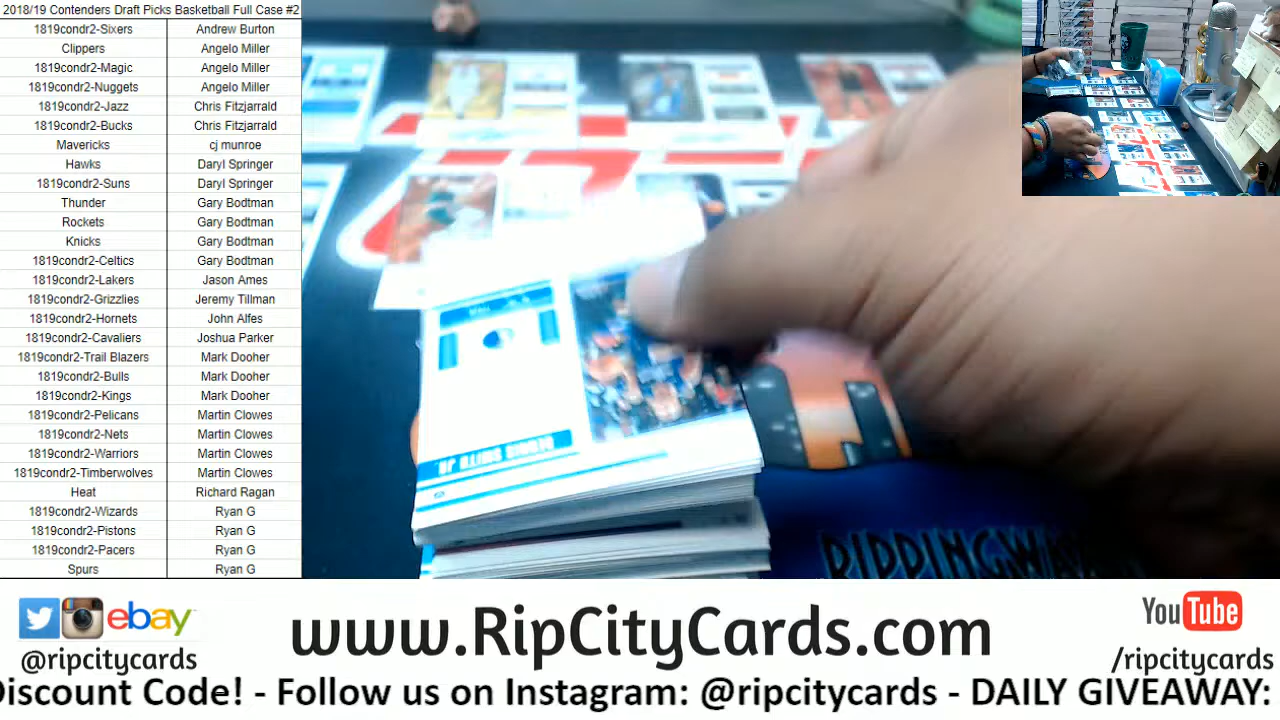 2018/19 Contenders Draft Picks Basketball Full Case #2
1819condr2-Sixers Andrew Burton
Clippers Angelo Miller
1819condr2-Magic Angelo Miller
1819condr2-Nuggets Angelo Miller
1819condr2-Jazz Chris Fitzjarrald
1819condr2-Bucks Chris Fitzjarrald
Mavericks cj munroe
Hawks Daryl Springer
1819condr2-Suns Daryl Springer
Thunder Gary Bodtman
Rockets Gary Bodtman
Knicks Gary Bodtman
1819condr2-Celtics Gary Bodtman
1819condr2-Lakers Jason Ames
1819condr2-Grizzlies Jeremy Tillman
1819condr2-Hornets John Alfes
1819condr2-Cavaliers Joshua Parker
1819condr2-Trail Blazers Mark Dooher
1819condr2-Bulls Mark Dooher
1819condr2-Kings Mark Dooher
1819condr2-Pelicans Martin Clowes
1819condr2-Nets Martin Clowes
1819condr2-Warriors Martin Clowes
1819condr2-Timberwolves Martin Clowes
Heat Richard Ragan
1819condr2-Wizards Ryan G
1819condr2-Pistons Ryan G
1819condr2-Pacers Ryan G
Spurs Ryan G
DENNIS SMITH JR.
RIPPINGWAX
ebay
@ripcitycards
www.RipCityCards.com
YouTube
/ripcitycards
Discount Code! - Follow us on Instagram: @ripcitycards - DAILY GIVEAWAY: